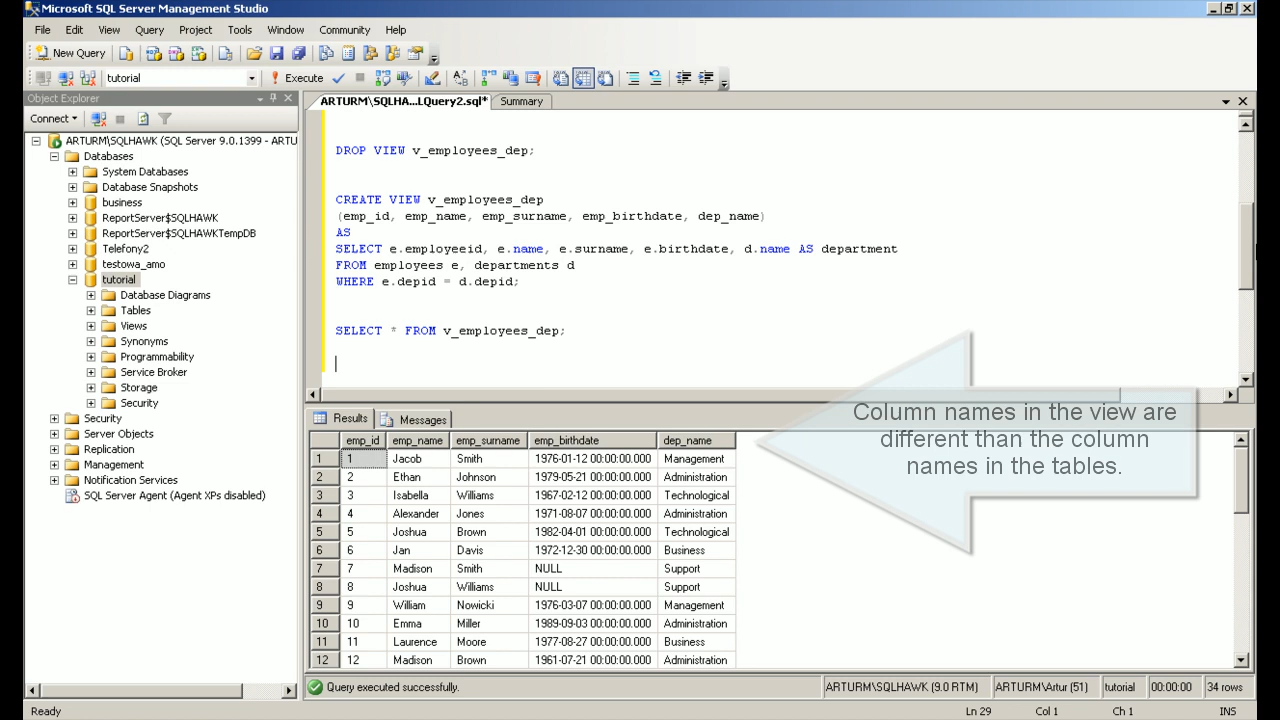 Microsoft SQL Server Management Studio
File Edit View Query Project Tools Window Community Help
New Query
tutorial Execute
Object Explorer
ARTURM\SQLHA...LQuery2.sql* Summary
Connect
ARTURM\SQLHAWK (SQL Server 9.0.1399 - ARTU
Databases
System Databases
Database Snapshots
business
ReportServer$SQLHAWK
ReportServer$SQLHAWKTempDB
Telefony2
testowa_amo
tutorial
Database Diagrams
Tables
Views
Synonyms
Programmability
Service Broker
Storage
Security
Security
Server Objects
Replication
Management
Notification Services
SQL Server Agent (Agent XPs disabled)
DROP VIEW v_employees_dep;
CREATE VIEW v_employees_dep
(emp_id, emp_name, emp_surname, emp_birthdate, dep_name)
AS
SELECT e.employeeid, e.name, e.surname, e.birthdate, d.name AS department
FROM employees e, departments d
WHERE e.depid = d.depid;
SELECT * FROM v_employees_dep;
Column names in the view are
different than the column
names in the tables.
Results Messages
emp_id emp_name emp_surname emp_birthdate dep_name
1 1 Jacob Smith 1976-01-12 00:00:00.000 Management
2 2 Ethan Johnson 1979-05-21 00:00:00.000 Administration
3 3 Isabella Williams 1967-02-12 00:00:00.000 Technological
4 4 Alexander Jones 1971-08-07 00:00:00.000 Administration
5 5 Joshua Brown 1982-04-01 00:00:00.000 Technological
6 6 Jan Davis 1972-12-30 00:00:00.000 Business
7 7 Madison Smith NULL Support
8 8 Joshua Williams NULL Support
9 9 William Nowicki 1976-03-07 00:00:00.000 Management
10 10 Emma Miller 1989-09-03 00:00:00.000 Administration
11 11 Laurence Moore 1977-08-27 00:00:00.000 Business
12 12 Madison Brown 1961-07-21 00:00:00.000 Administration
Query executed successfully. ARTURM\SQLHAWK (9.0 RTM) ARTURM\Artur (51) tutorial 00:00:00 34 rows
Ready Ln 29 Col 1 Ch 1 INS